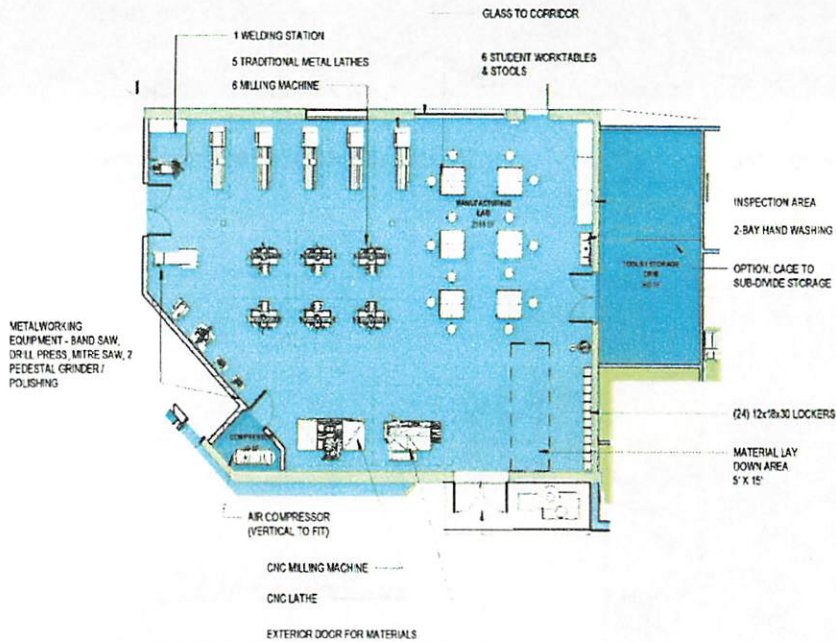 GLASS TO CORRIDOR
1 WELDING STATION
5 TRADITIONAL METAL LATHES
6 MILLING MACHINE
6 STUDENT WORKTABLES
& STOOLS
MANUFACTURING
LAB
INSPECTION AREA
2-BAY HAND WASHING
OPTION: CAGE TO
SUB-DIVIDE STORAGE
METALWORKING
EQUIPMENT - BAND SAW,
DRILL PRESS, MITRE SAW, 2
PEDESTAL GRINDER /
POLISHING
(24) 12x18x30 LOCKERS
MATERIAL LAY
DOWN AREA
5' X 15'
AIR COMPRESSOR
(VERTICAL TO FIT)
CNC MILLING MACHINE
CNC LATHE
EXTERIOR DOOR FOR MATERIALS